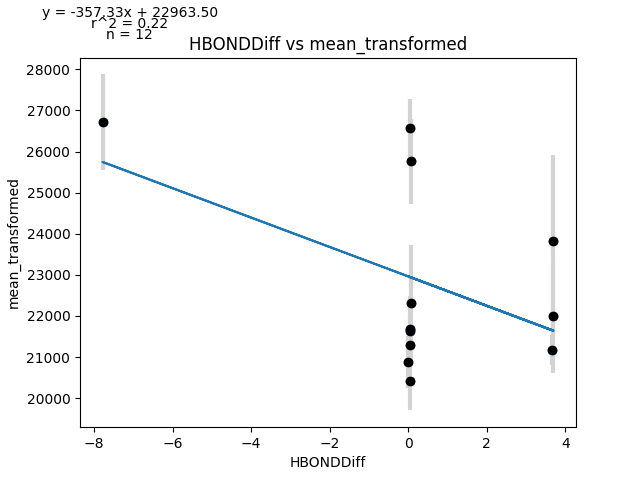 y = -357.33x + 22963.50
r^2 = 0.22
n = 12
HBONDDiff vs mean_transformed
28000
27000
26000
25000
24000
23000
22000
21000
20000
mean_transformed
−8
−6
−4
−2
0
2
4
HBONDDiff